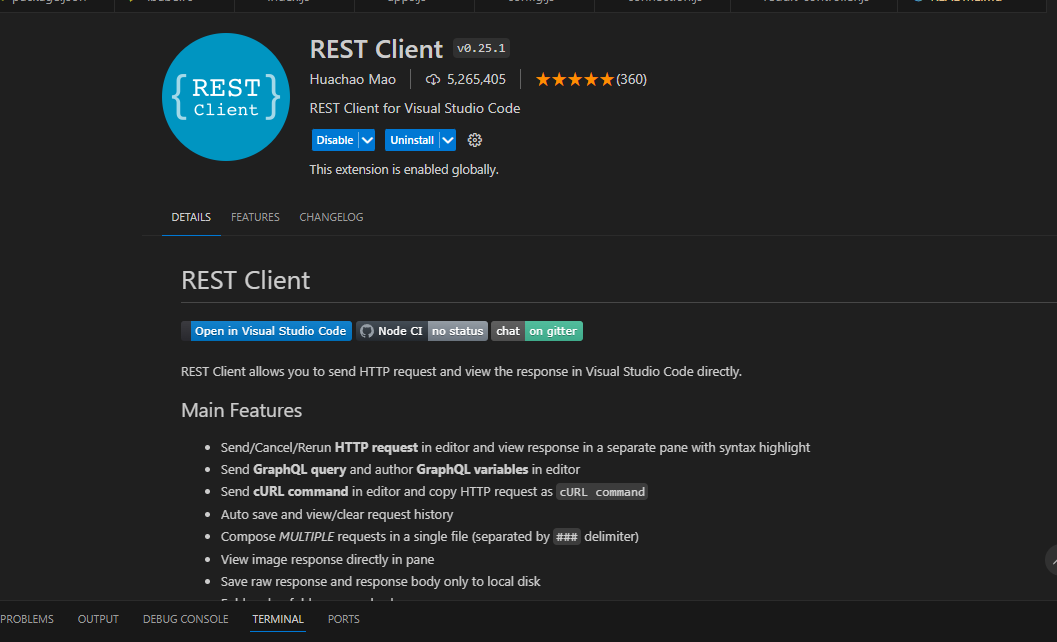 REST Client v0.25.1
Huachao Mao 5,265,405 ★★★★★(360)
{ REST
Client }
REST Client for Visual Studio Code
Disable Uninstall
This extension is enabled globally.
DETAILS FEATURES CHANGELOG
REST Client
Open in Visual Studio Code Node CI no status chat on gitter
REST Client allows you to send HTTP request and view the response in Visual Studio Code directly.
Main Features
• Send/Cancel/Rerun HTTP request in editor and view response in a separate pane with syntax highlight
• Send GraphQL query and author GraphQL variables in editor
• Send cURL command in editor and copy HTTP request as cURL command
• Auto save and view/clear request history
• Compose MULTIPLE requests in a single file (separated by ### delimiter)
• View image response directly in pane
• Save raw response and response body only to local disk
PROBLEMS OUTPUT DEBUG CONSOLE TERMINAL PORTS